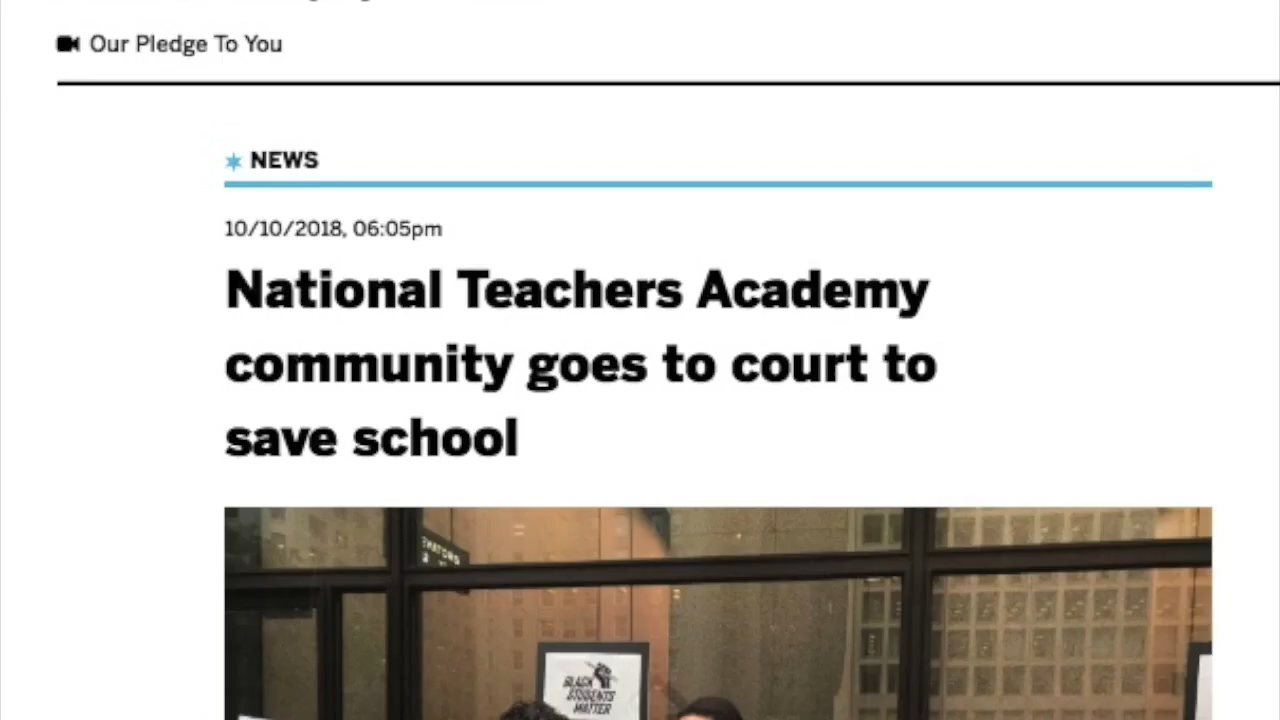 Our Pledge To You
NEWS
10/10/2018, 06:05pm
National Teachers Academy
community goes to court to
save school
BLACK
STUDENTS
MATTER